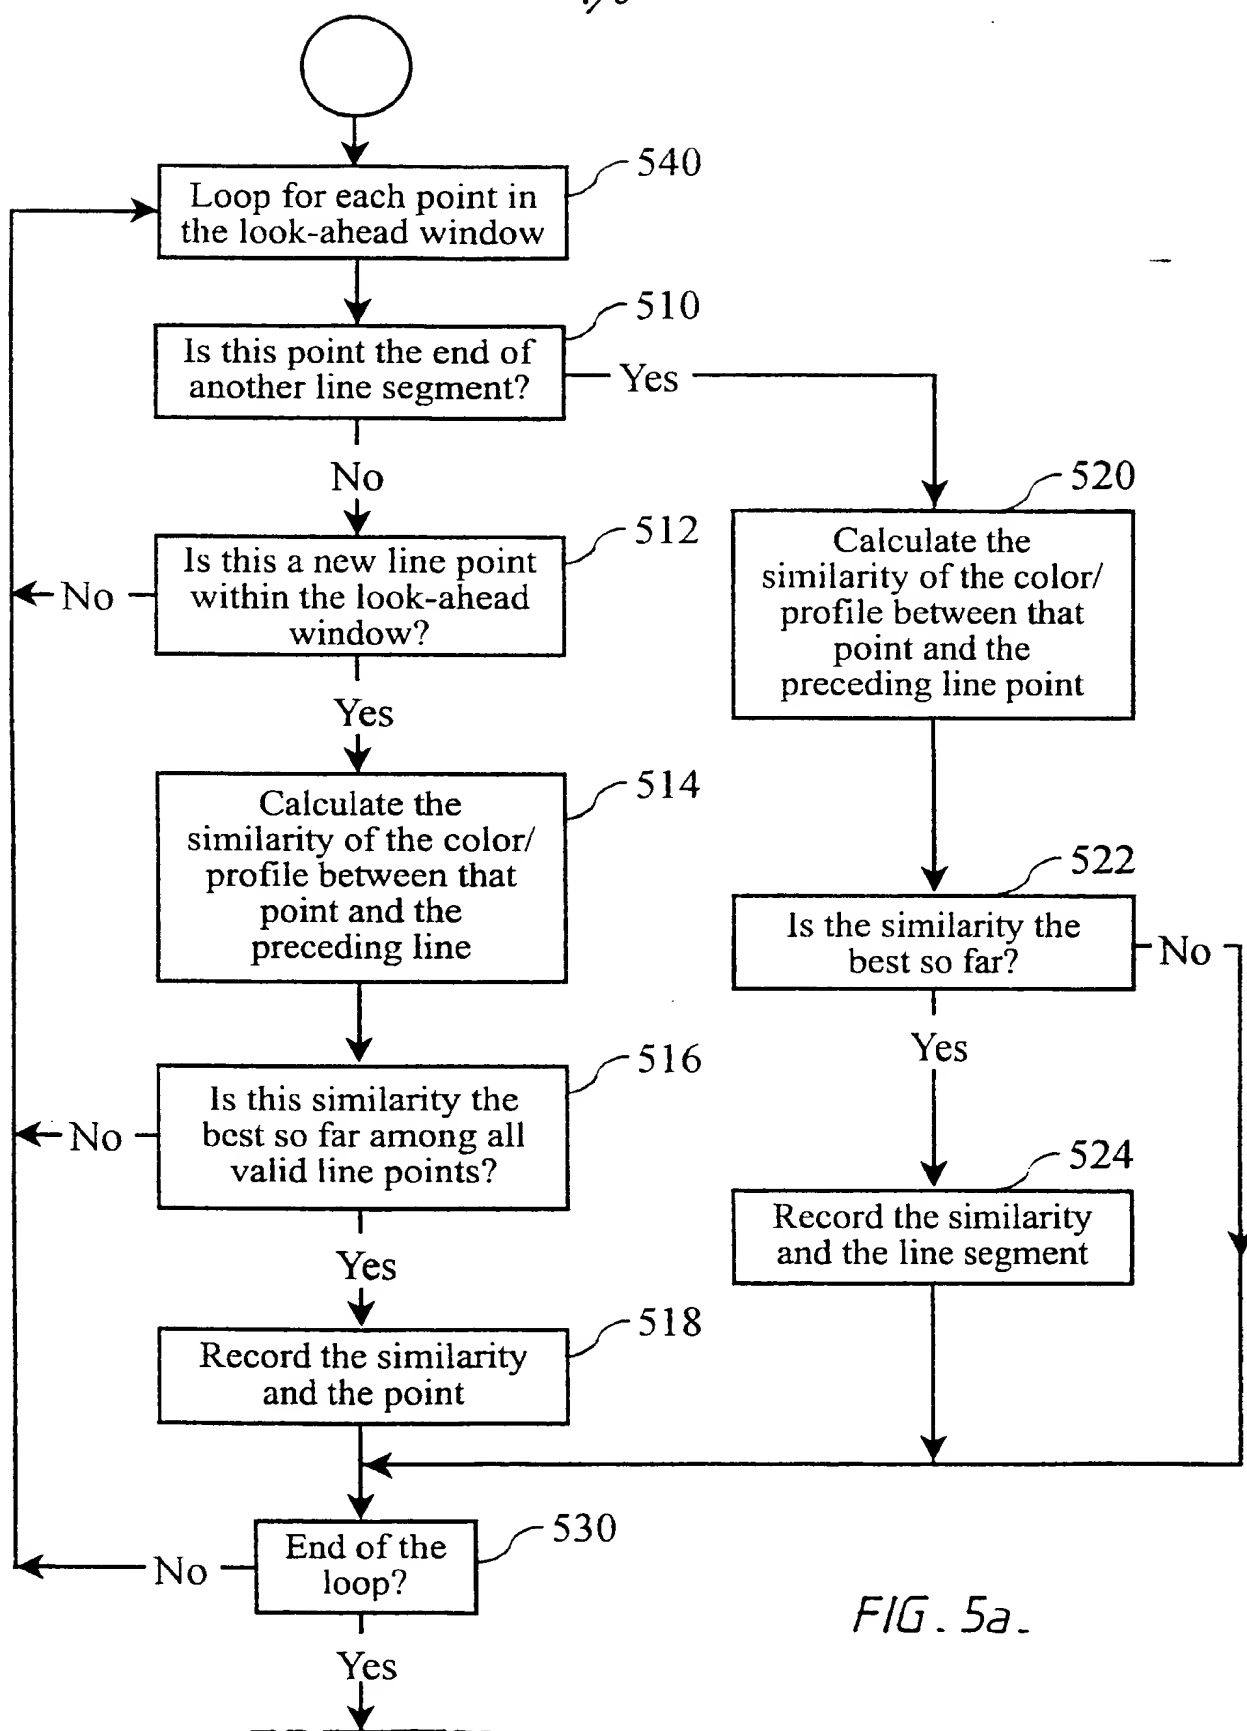 540
Loop for each point in
the look-ahead window
510
Is this point the end of
another line segment?
Yes
No
520
512
Is this a new line point
within the look-ahead
window?
No
Calculate the
similarity of the color/
profile between that
point and the
preceding line point
Yes
514
Calculate the
similarity of the color/
profile between that
point and the
preceding line
522
Is the similarity the
best so far?
No
Yes
516
Is this similarity the
best so far among all
valid line points?
No
524
Record the similarity
and the line segment
Yes
518
Record the similarity
and the point
530
End of the
loop?
No
Yes
FIG. 5a.